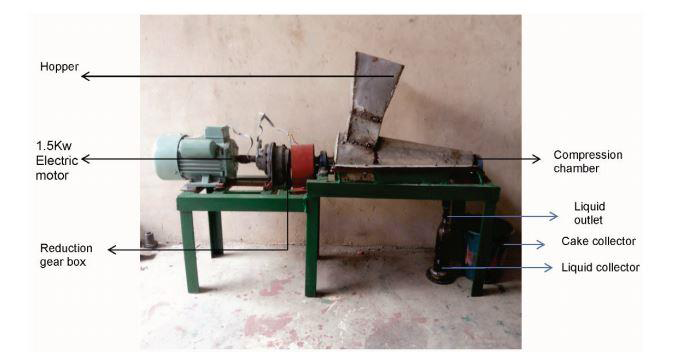 Hopper
1.5Kw
Electric
motor
Reduction
gear box
Compression
chamber
Liquid
outlet
Cake collector
Liquid collector